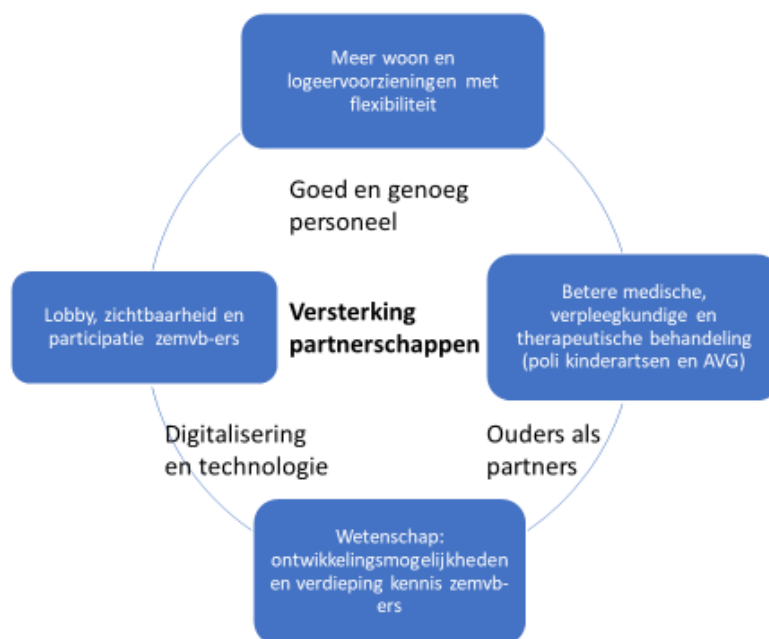 Meer woon en
logeervoorzieningen met
flexibiliteit
Goed en genoeg
personeel
Lobby, zichtbaarheid en
participatie zemvb-ers
Versterking
partnerschappen
Betere medische,
verpleegkundige en
therapeutische behandeling
(poli kinderartsen en AVG)
Digitalisering
en technologie
Ouders als
partners
Wetenschap:
ontwikkelingsmogelijkheden
en verdieping kennis zemvb-
ers